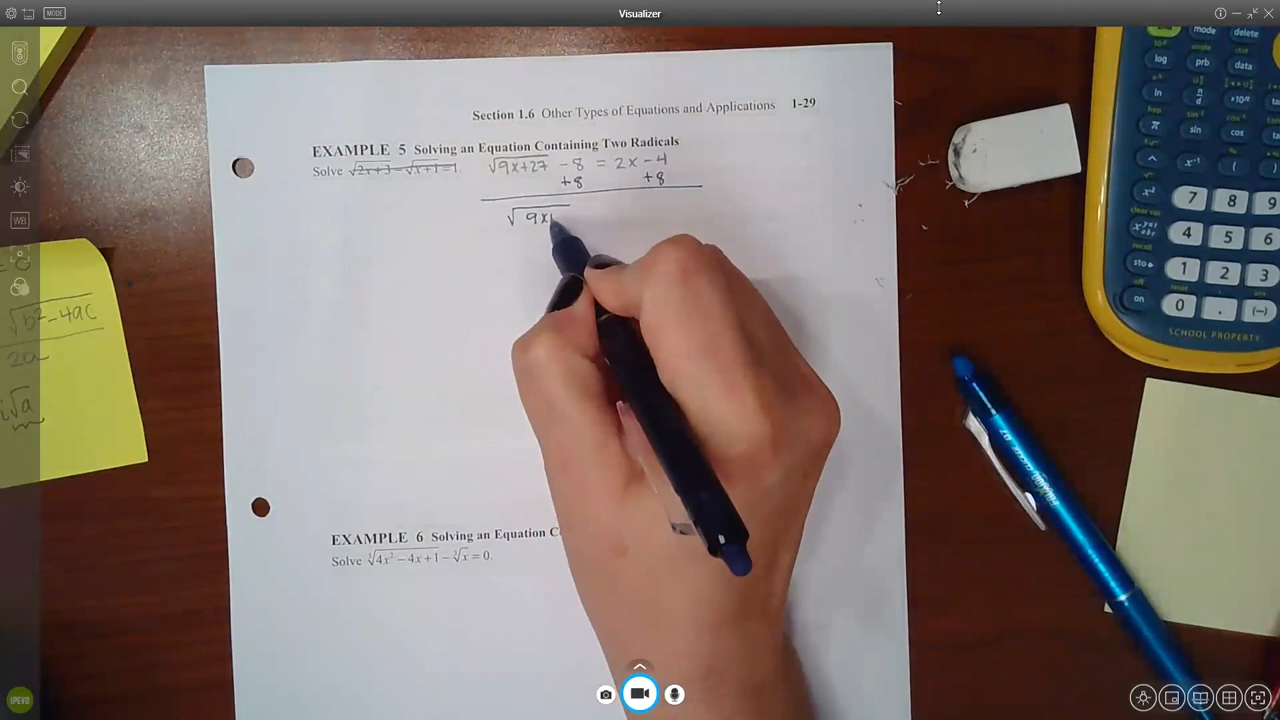 MODE
Visualizer
Section 1.6 Other Types of Equations and Applications 1-29
EXAMPLE 5 Solving an Equation Containing Two Radicals
Solve √2x+3 − √x+1 = 1. √9x+27 − 8 = 2x − 4
+8 +8
√9x
√b²−4ac
2a
i√a
EXAMPLE 6 Solving an Equation C
Solve ∛4x² − 4x + 1 − ∛x = 0.
WB
IPEVO
mode delete
log prb data
ln n/d
π sin cos
^ x⁻¹ (
x² 7 8 9
4 5 6
sto▸ 1 2 3
on 0 . (−)
SCHOOL PROPERTY